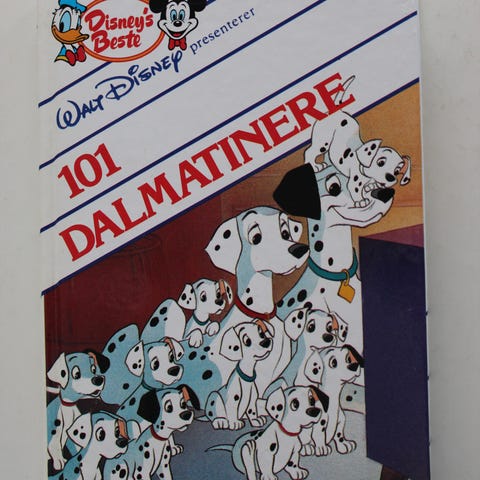 Disney's
Beste
WALT DISNEY presenterer
101
DALMATINERE